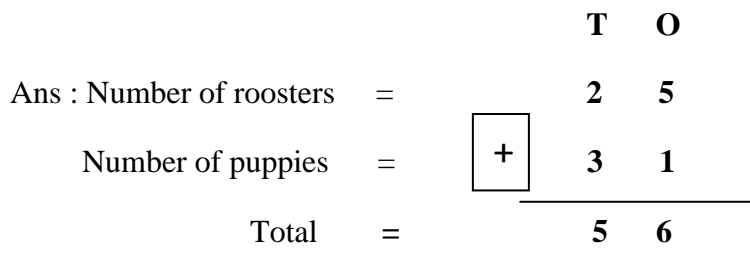 T O
Ans : Number of roosters = 2 5
Number of puppies = + 3 1
Total = 5 6